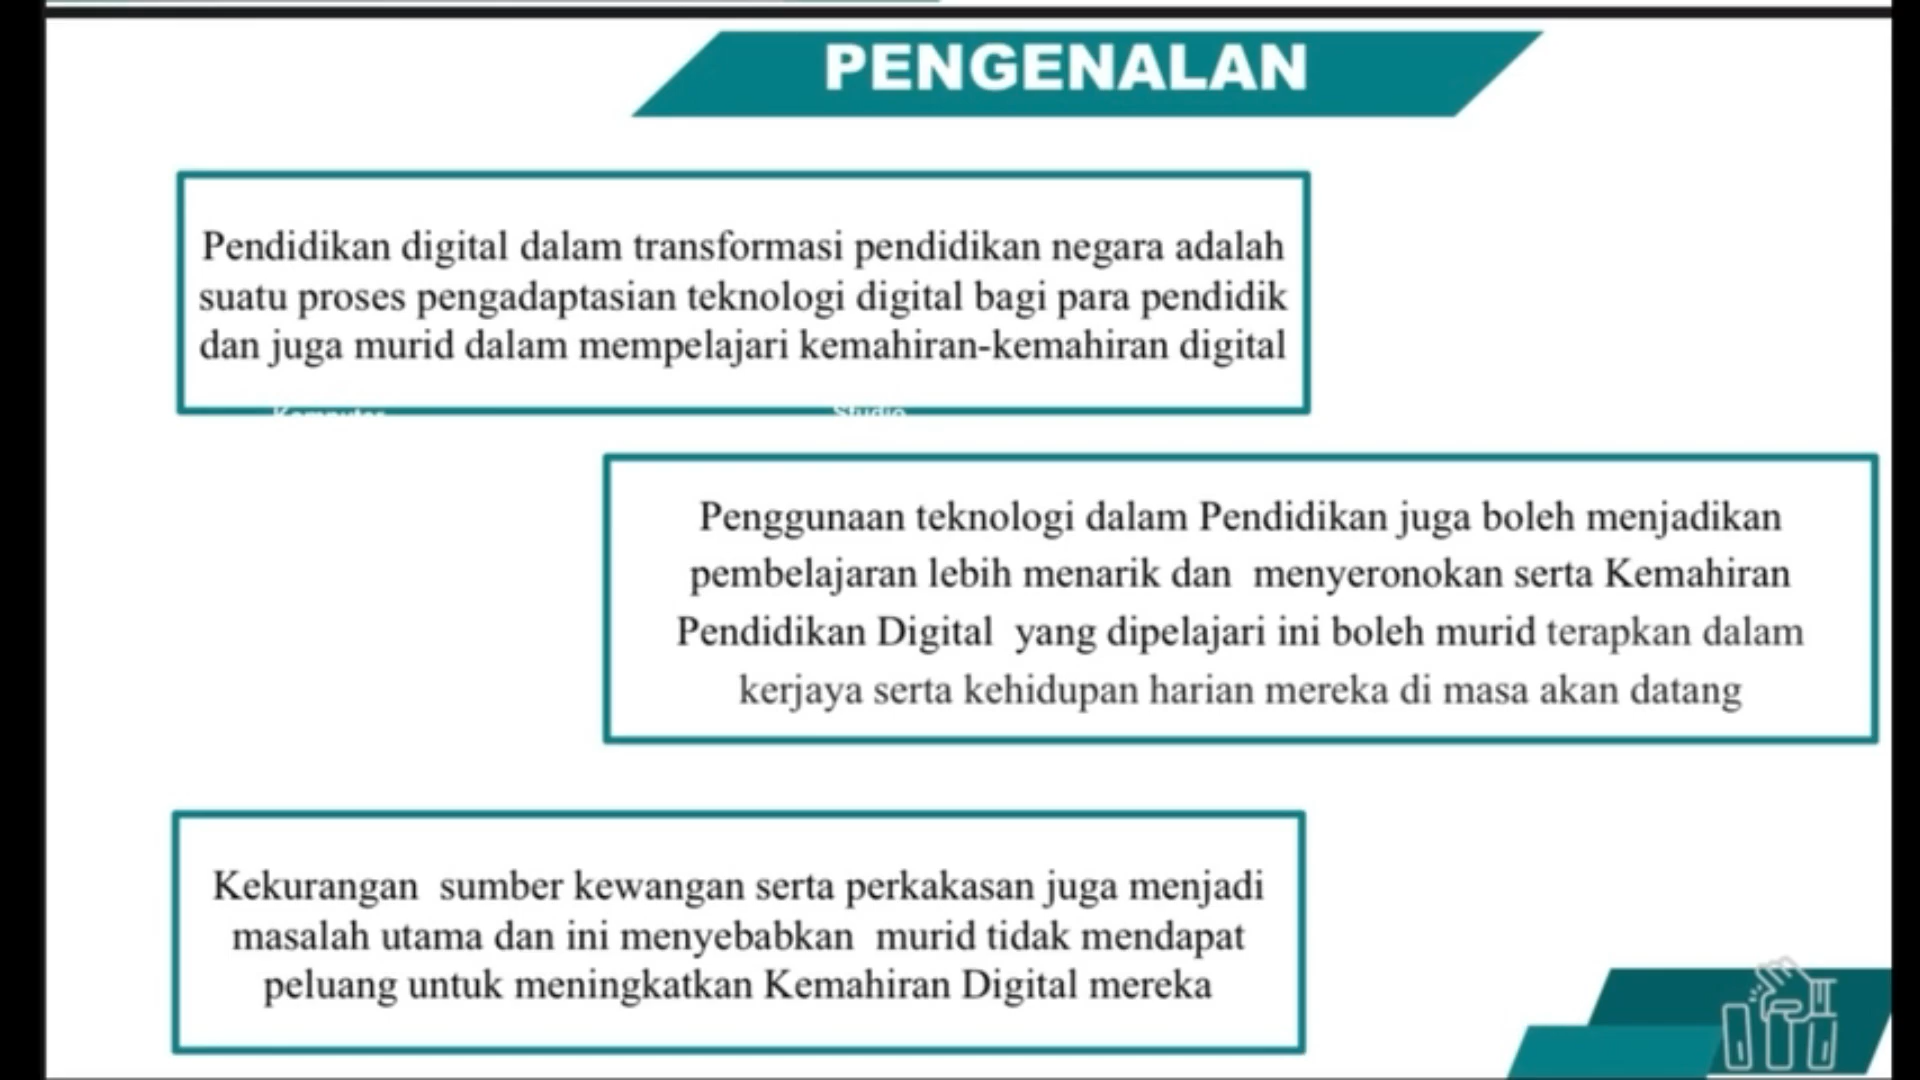 PENGENALAN
Pendidikan digital dalam transformasi pendidikan negara adalah
suatu proses pengadaptasian teknologi digital bagi para pendidik
dan juga murid dalam mempelajari kemahiran-kemahiran digital
Komputer
Studio
Penggunaan teknologi dalam Pendidikan juga boleh menjadikan
pembelajaran lebih menarik dan  menyeronokan serta Kemahiran
Pendidikan Digital  yang dipelajari ini boleh murid terapkan dalam
kerjaya serta kehidupan harian mereka di masa akan datang
Kekurangan  sumber kewangan serta perkakasan juga menjadi
masalah utama dan ini menyebabkan  murid tidak mendapat
peluang untuk meningkatkan Kemahiran Digital mereka